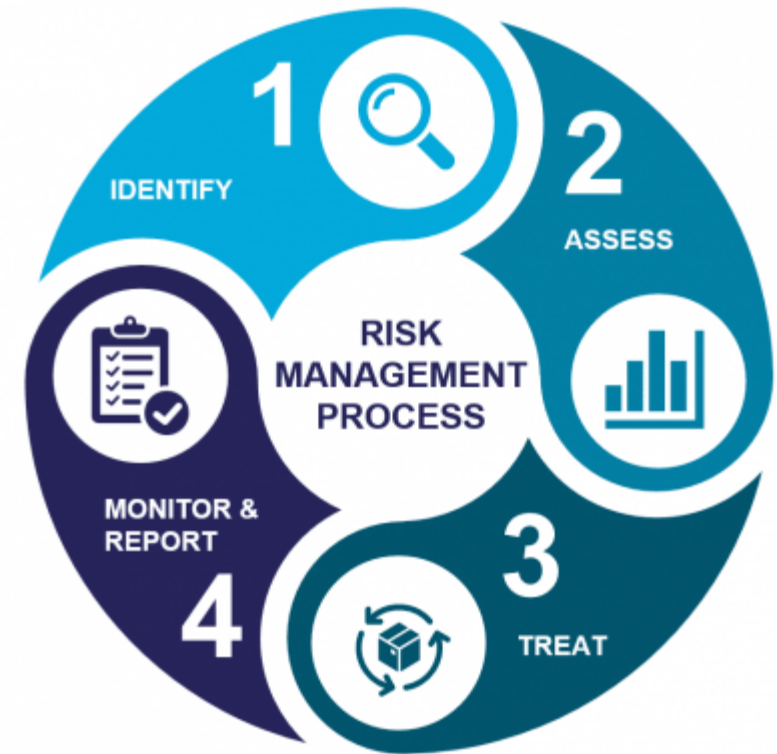 RISK
MANAGEMENT
PROCESS
1
IDENTIFY
2
ASSESS
3
TREAT
MONITOR &
REPORT
4